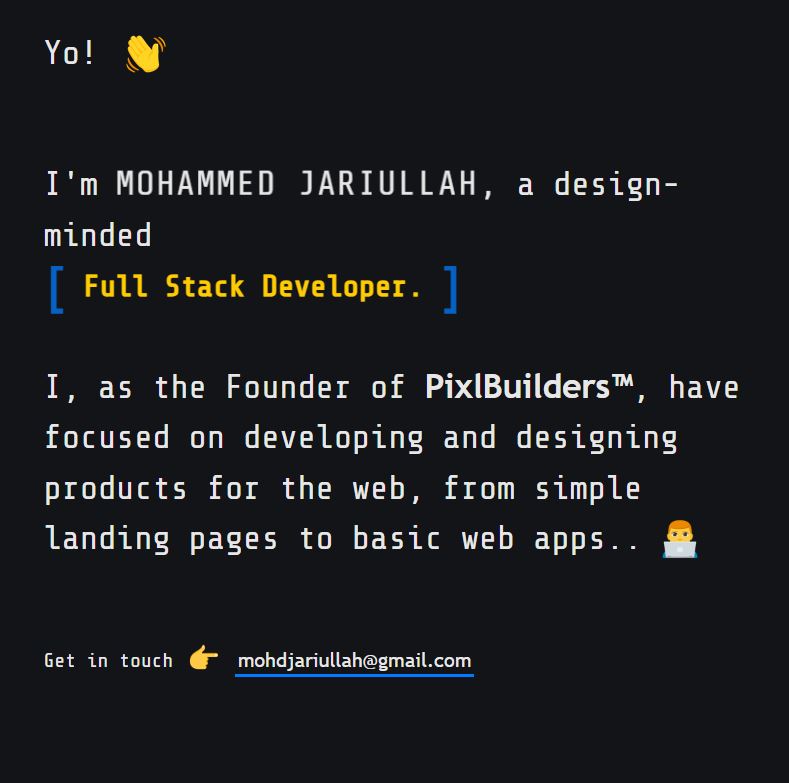 Yo! 👋
I'm MOHAMMED JARIULLAH, a design-
minded
[ Full Stack Developer. ]
I, as the Founder of PixlBuilders™, have
focused on developing and designing
products for the web, from simple
landing pages to basic web apps.. 👨‍💻
Get in touch 👉 mohdjariullah@gmail.com